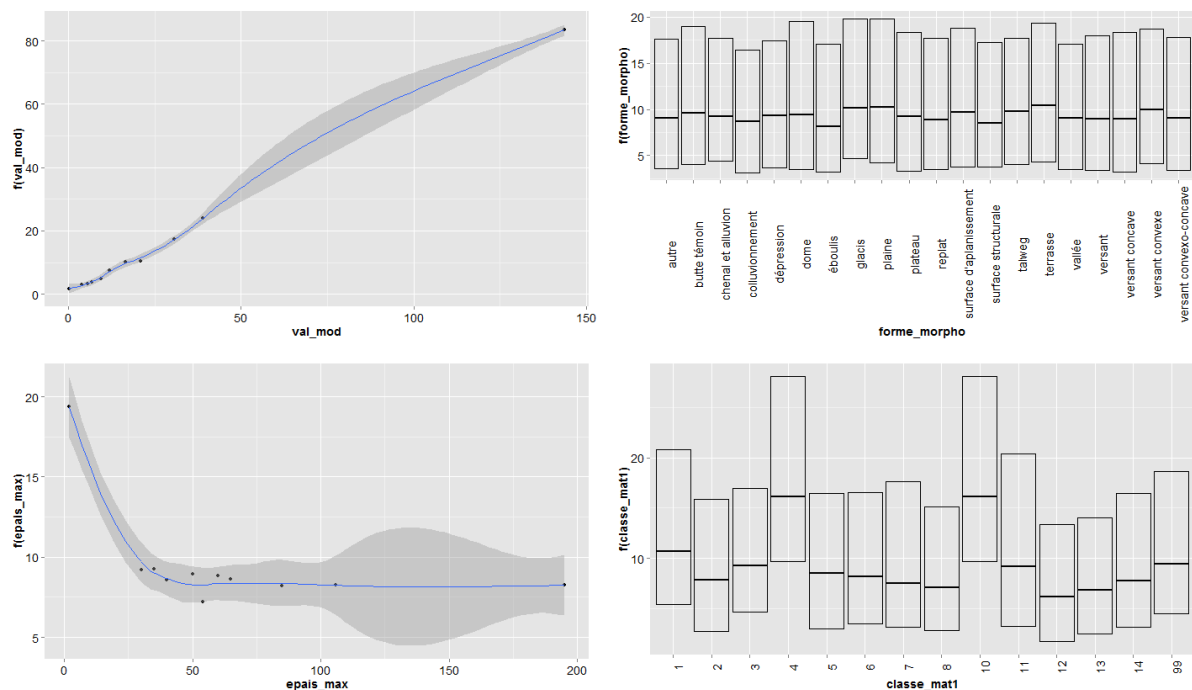 f(val_mod)
80
60
40
20
0
0 50 100 150
val_mod
f(forme_morpho)
20
15
10
5
autre
butte témoin
chenal et alluvion
colluvionnement
dépression
dome
éboulis
glacis
plaine
plateau
replat
surface d'aplanissement
surface structurale
talweg
terrasse
vallée
versant
versant concave
versant convexe
versant convexo-concave
forme_morpho
f(epais_max)
20
15
10
5
0 50 100 150 200
epais_max
f(classe_mat1)
20
10
1 2 3 4 5 6 7 8 10 11 12 13 14 99
classe_mat1